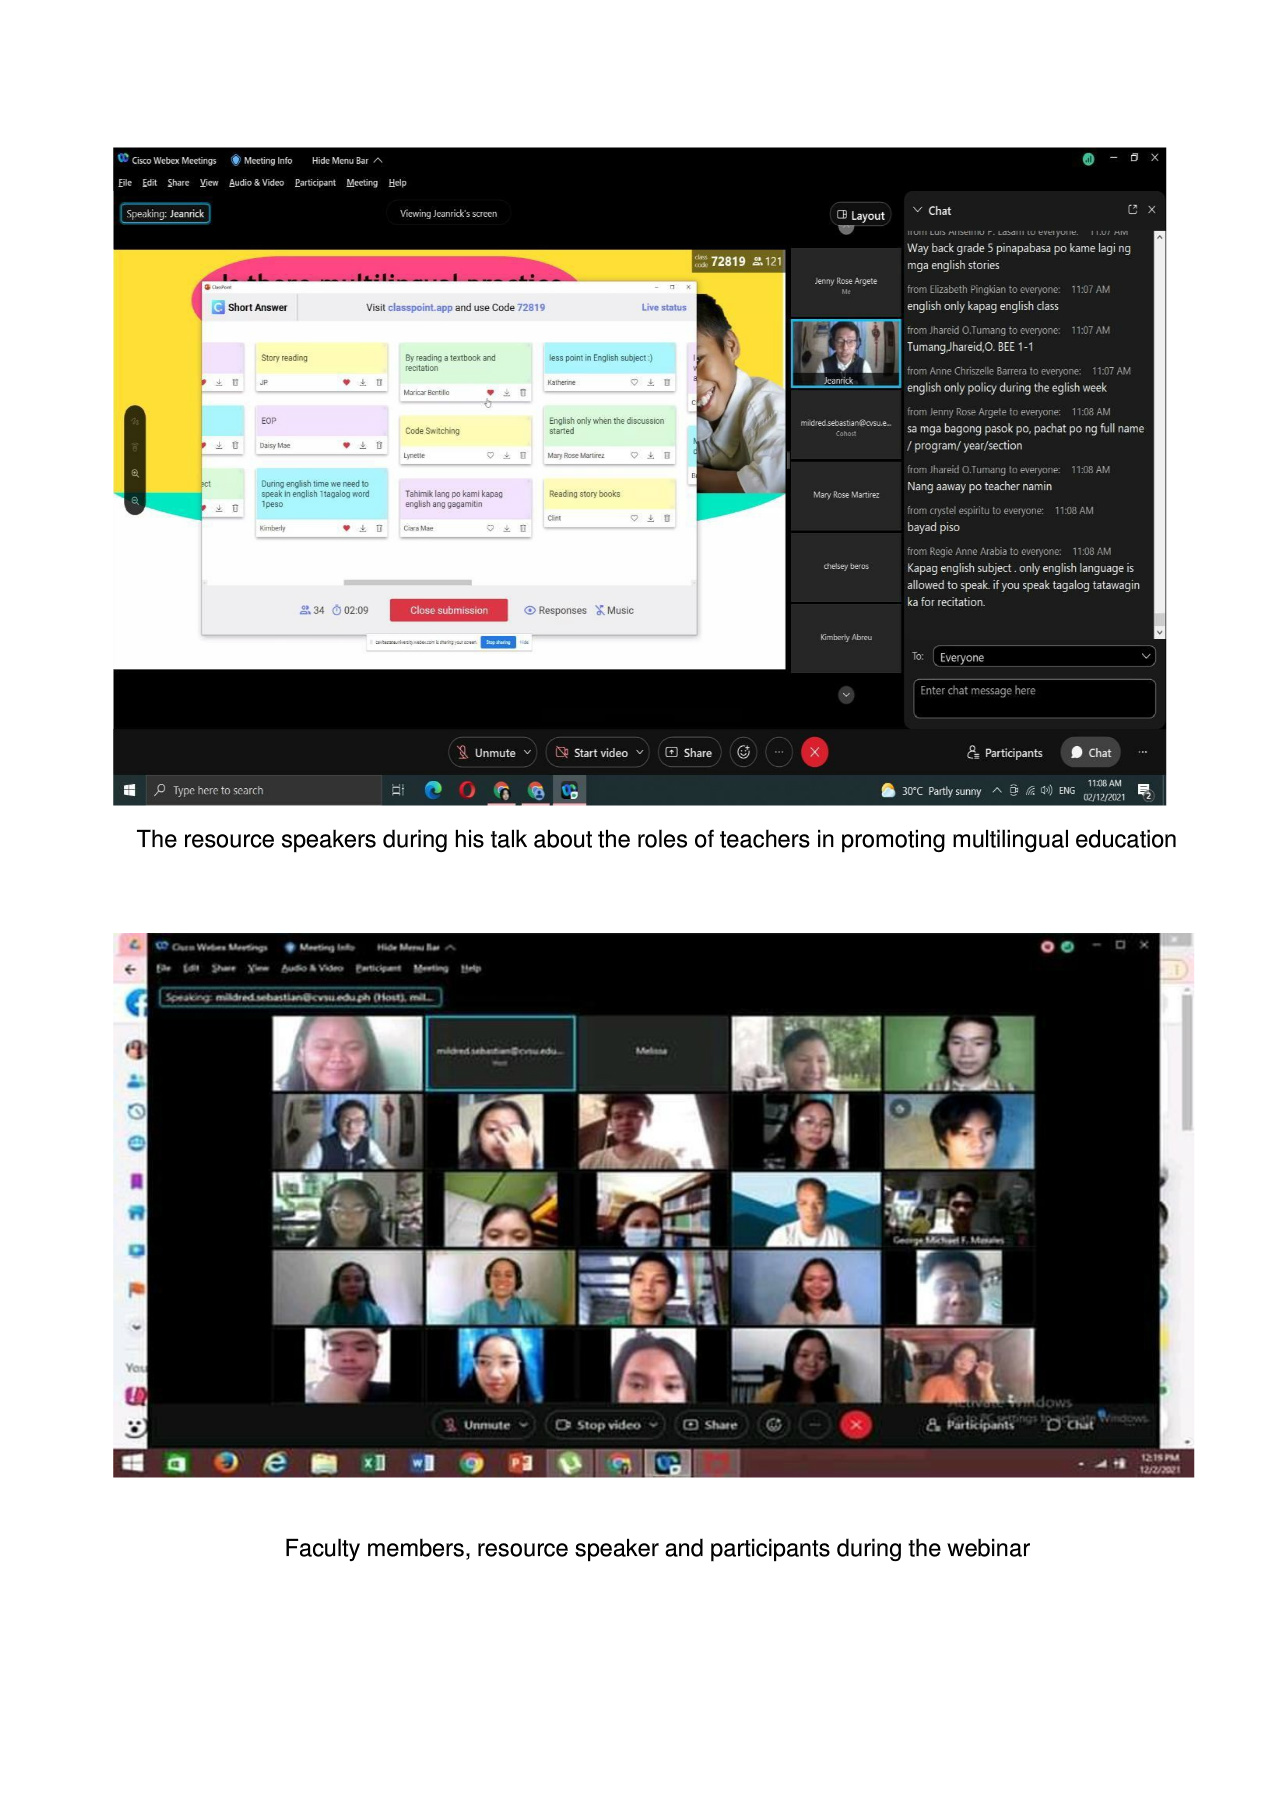 Cisco Webex Meetings Meeting Info Hide Menu Bar
File Edit Share View Audio & Video Participant Meeting Help
Speaking: Jeanrick
Viewing Jeanrick's screen
Layout
class code 72819 121
ClassPoint
Short Answer
Visit classpoint.app and use Code 72819
Live status
Story reading
JP
By reading a textbook and
recitation
Maricar Bentillo
less point in English subject :)
Katherine
EOP
Daisy Mae
Code Switching
Lynette
English only when the discussion
started
Mary Rose Martirez
During english time we need to
speak in english 1tagalog word
1peso
Kimberly
Tahimik lang po kami kapag
english ang gagamitin
Ciara Mae
Reading story books
Clint
34 02:09 Close submission Responses Music
Stop sharing Hide
Jenny Rose Argete
Me
Jeanrick
mildred.sebastian@cvsu.e...
Cohost
Mary Rose Martirez
chelsey beros
Kimberly Abreu
Chat
from Luis Anselmo P. Lasam to everyone: 11:07 AM
Way back grade 5 pinapabasa po kame lagi ng
mga english stories
from Elizabeth Pingkian to everyone: 11:07 AM
english only kapag english class
from Jhareid O.Tumang to everyone: 11:07 AM
Tumang,Jhareid,O. BEE 1-1
from Anne Chriszelle Barrera to everyone: 11:07 AM
english only policy during the eglish week
from Jenny Rose Argete to everyone: 11:08 AM
sa mga bagong pasok po, pachat po ng full name
/ program/ year/section
from Jhareid O.Tumang to everyone: 11:08 AM
Nang aaway po teacher namin
from crystel espiritu to everyone: 11:08 AM
bayad piso
from Regie Anne Arabia to everyone: 11:08 AM
Kapag english subject . only english language is
allowed to speak. if you speak tagalog tatawagin
ka for recitation.
To: Everyone
Enter chat message here
Unmute Start video Share Participants Chat
Type here to search
30°C Partly sunny ENG
11:08 AM
02/12/2021
2
The resource speakers during his talk about the roles of teachers in promoting multilingual education
Cisco Webex Meetings Meeting Info Hide Menu Bar
File Edit Share View Audio & Video Participant Meeting Help
Speaking: mildred.sebastian@cvsu.edu.ph (Host), mil...
mildred.sebastian@cvsu.edu...
Host
Melissa
George Michael F. Morales
You
Activate Windows
Unmute Stop video Share Participants Chat
12:19 PM
12/2/2021
Faculty members, resource speaker and participants during the webinar